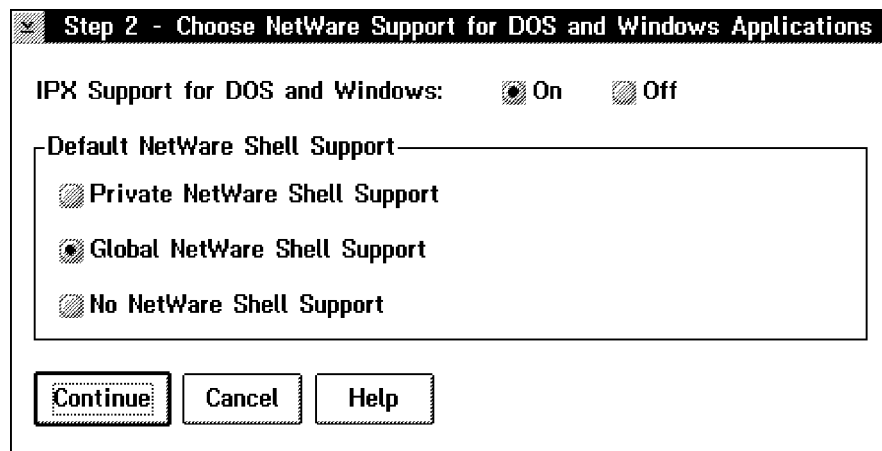 Step 2 - Choose NetWare Support for DOS and Windows Applications
IPX Support for DOS and Windows: On Off
Default NetWare Shell Support
Private NetWare Shell Support
Global NetWare Shell Support
No NetWare Shell Support
Continue Cancel Help